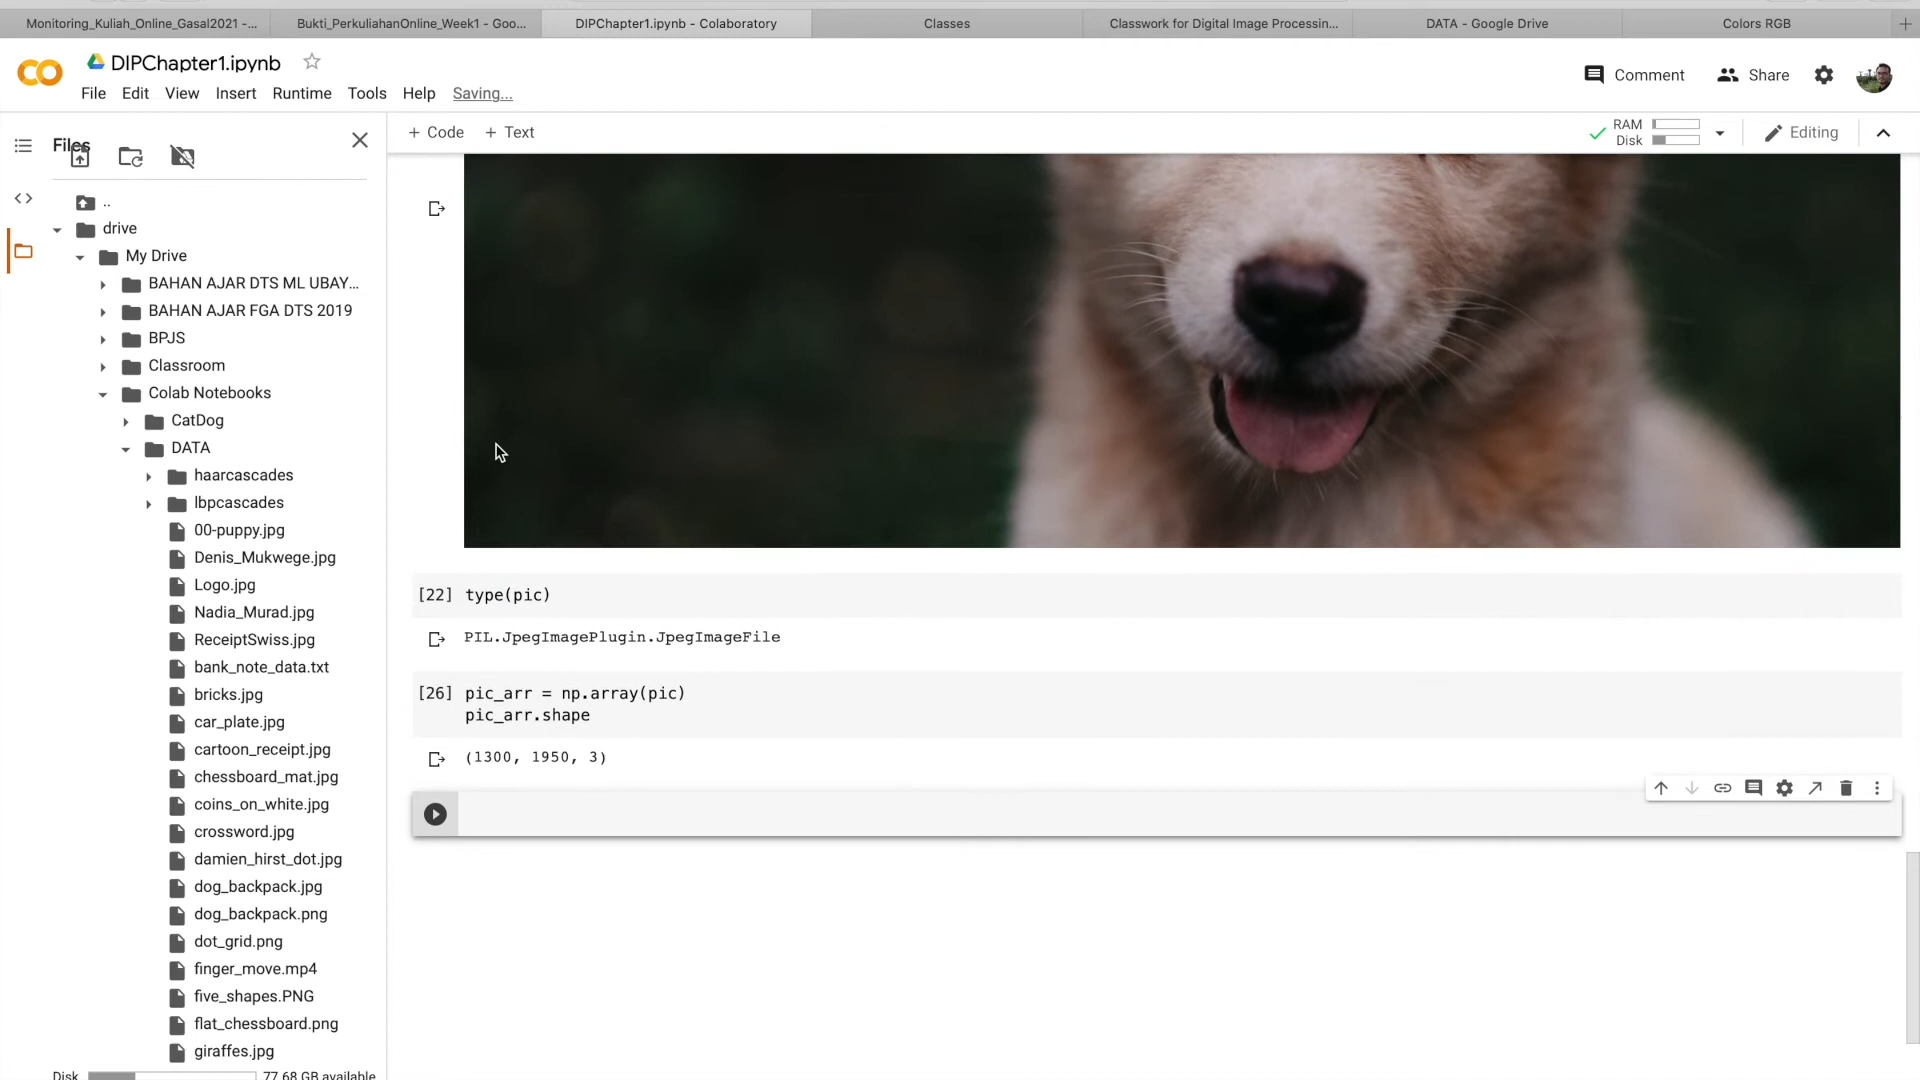 Monitoring_Kuliah_Online_Gasal2021 -...
Bukti_PerkuliahanOnline_Week1 - Goo...
DIPChapter1.ipynb - Colaboratory
Classes
Classwork for Digital Image Processin...
DATA - Google Drive
Colors RGB
DIPChapter1.ipynb
Comment
Share
File Edit View Insert Runtime Tools Help Saving...
Files
+ Code + Text
RAM
Disk
Editing
..
drive
My Drive
BAHAN AJAR DTS ML UBAY...
BAHAN AJAR FGA DTS 2019
BPJS
Classroom
Colab Notebooks
CatDog
DATA
haarcascades
lbpcascades
00-puppy.jpg
Denis_Mukwege.jpg
Logo.jpg
Nadia_Murad.jpg
ReceiptSwiss.jpg
bank_note_data.txt
bricks.jpg
car_plate.jpg
cartoon_receipt.jpg
chessboard_mat.jpg
coins_on_white.jpg
crossword.jpg
damien_hirst_dot.jpg
dog_backpack.jpg
dog_backpack.png
dot_grid.png
finger_move.mp4
five_shapes.PNG
flat_chessboard.png
giraffes.jpg
Disk 77.68 GB available
[22] type(pic)
PIL.JpegImagePlugin.JpegImageFile
[26] pic_arr = np.array(pic)
pic_arr.shape
(1300, 1950, 3)